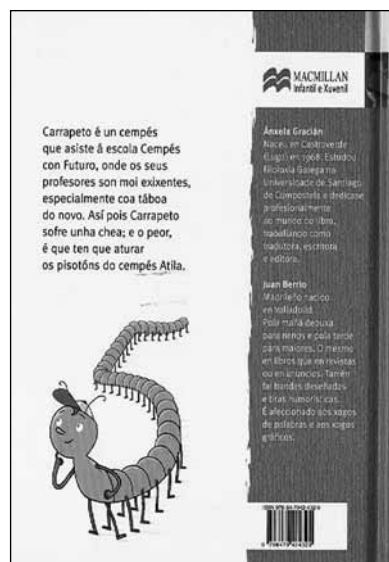 MACMILLAN
Infantil e Xuvenil
Carrapeto é un cempés
que asiste á escola Cempés
con Futuro, onde os seus
profesores son moi exixentes,
especialmente coa táboa
do novo. Así pois Carrapeto
sofre unha chea; e o peor,
é que ten que aturar
os pisotóns do cempés Atila.
Ánxela Gracián
Naceu en Castroverde
(Lugo) en 1968. Estudou
Filoloxía Galega na
Universidade de Santiago
de Compostela e dedícase
profesionalmente
ao mundo do libro,
traballando como
tradutora, escritora
e editora.
Juan Berrio
Madrileño nacido
en Valladolid.
Pola mañá debuxa
para nenos e pola tarde
para maiores. O mesmo
en libros que en revistas
ou en anuncios. Tamén
fai bandas deseñadas
e tiras humorísticas.
É afeccionado aos xogos
de palabras e aos xogos
gráficos.
ISBN